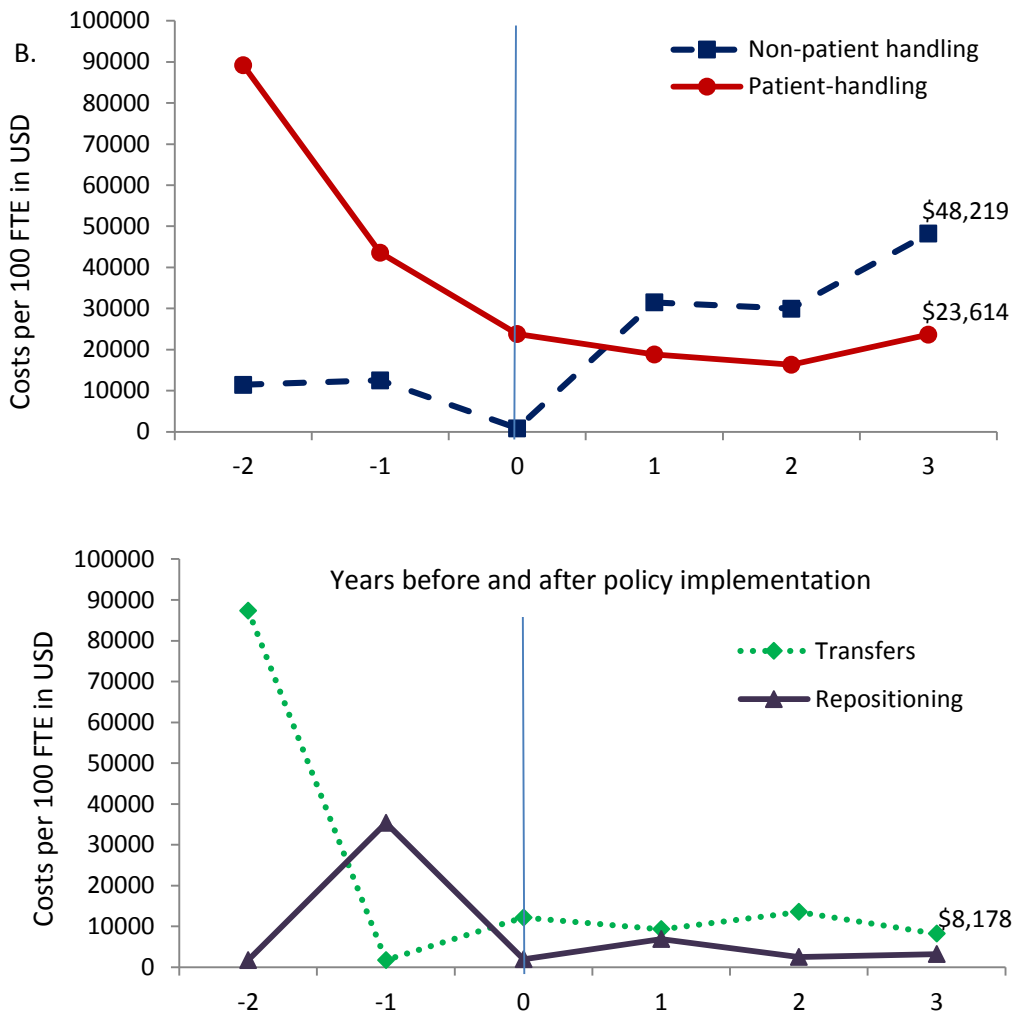 B.
Costs per 100 FTE in USD
100000
90000
80000
70000
60000
50000
40000
30000
20000
10000
0
Non-patient handling
Patient-handling
$48,219
$23,614
-2 -1 0 1 2 3
Years before and after policy implementation
Costs per 100 FTE in USD
100000
90000
80000
70000
60000
50000
40000
30000
20000
10000
0
Transfers
Repositioning
$8,178
-2 -1 0 1 2 3